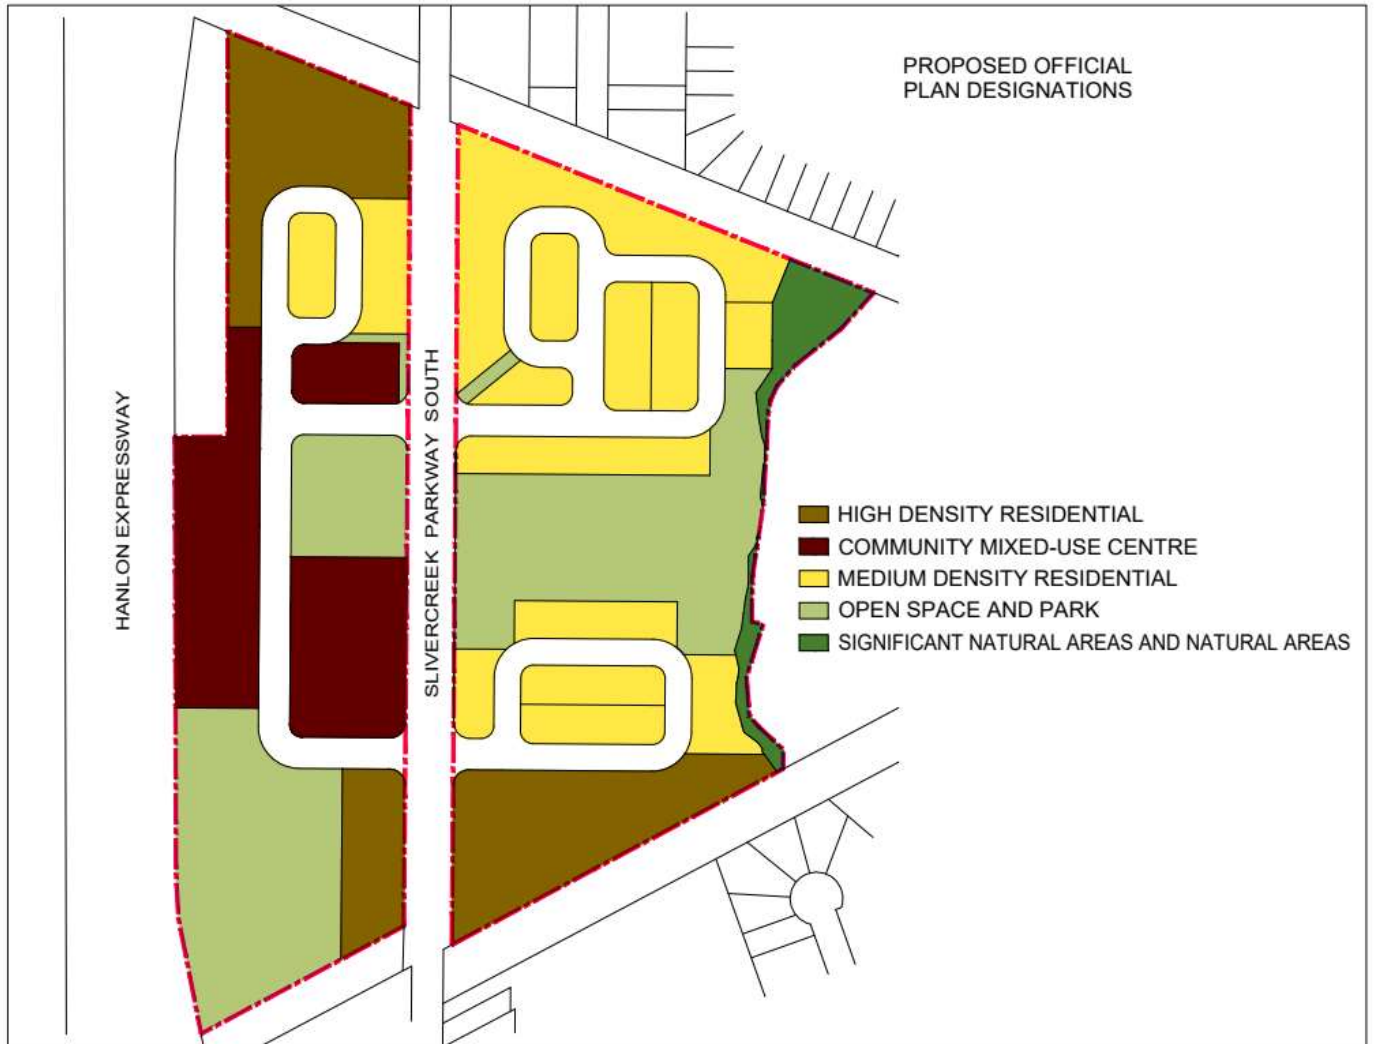 PROPOSED OFFICIAL
PLAN DESIGNATIONS
HANLON EXPRESSWAY
SLIVERCREEK PARKWAY SOUTH
HIGH DENSITY RESIDENTIAL
COMMUNITY MIXED-USE CENTRE
MEDIUM DENSITY RESIDENTIAL
OPEN SPACE AND PARK
SIGNIFICANT NATURAL AREAS AND NATURAL AREAS